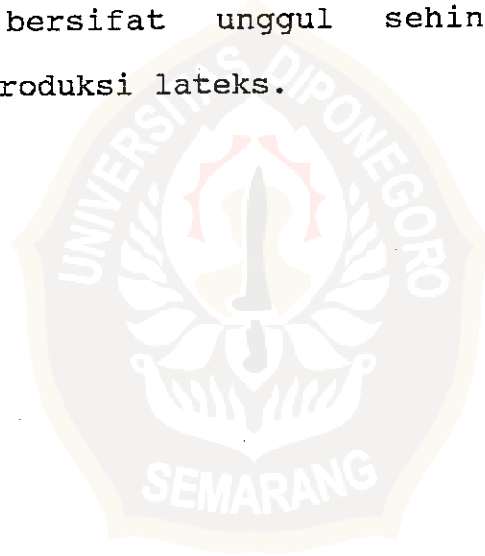 bersifat unggul sehin
roduksi lateks.
UNIVERSITAS DIPONEGORO
SEMARANG